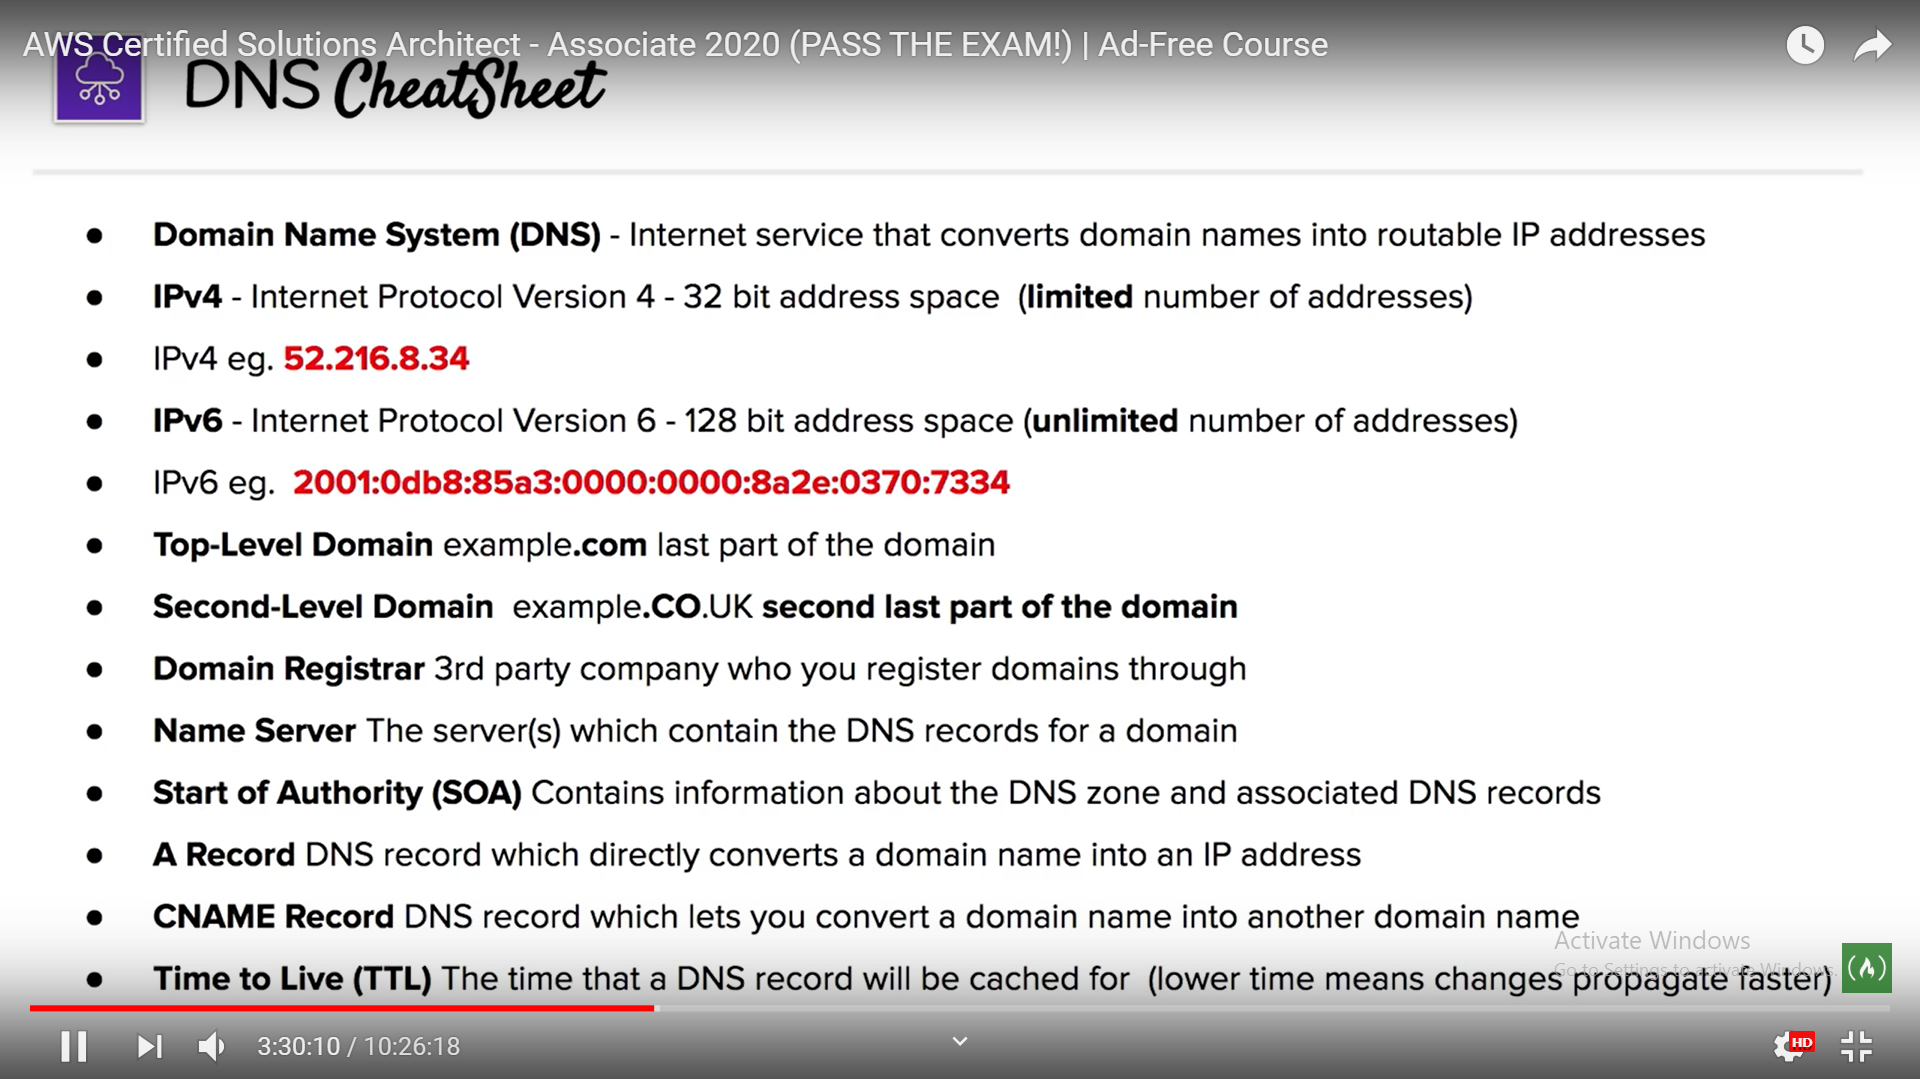 AWS Certified Solutions Architect - Associate 2020 (PASS THE EXAM!) | Ad-Free Course
DNS CheatSheet
● Domain Name System (DNS) - Internet service that converts domain names into routable IP addresses
● IPv4 - Internet Protocol Version 4 - 32 bit address space (limited number of addresses)
● IPv4 eg. 52.216.8.34
● IPv6 - Internet Protocol Version 6 - 128 bit address space (unlimited number of addresses)
● IPv6 eg. 2001:0db8:85a3:0000:0000:8a2e:0370:7334
● Top-Level Domain example.com last part of the domain
● Second-Level Domain example.CO.UK second last part of the domain
● Domain Registrar 3rd party company who you register domains through
● Name Server The server(s) which contain the DNS records for a domain
● Start of Authority (SOA) Contains information about the DNS zone and associated DNS records
● A Record DNS record which directly converts a domain name into an IP address
● CNAME Record DNS record which lets you convert a domain name into another domain name
Activate Windows
Go to Settings to activate Windows.
● Time to Live (TTL) The time that a DNS record will be cached for (lower time means changes propagate faster)
3:30:10 / 10:26:18
HD